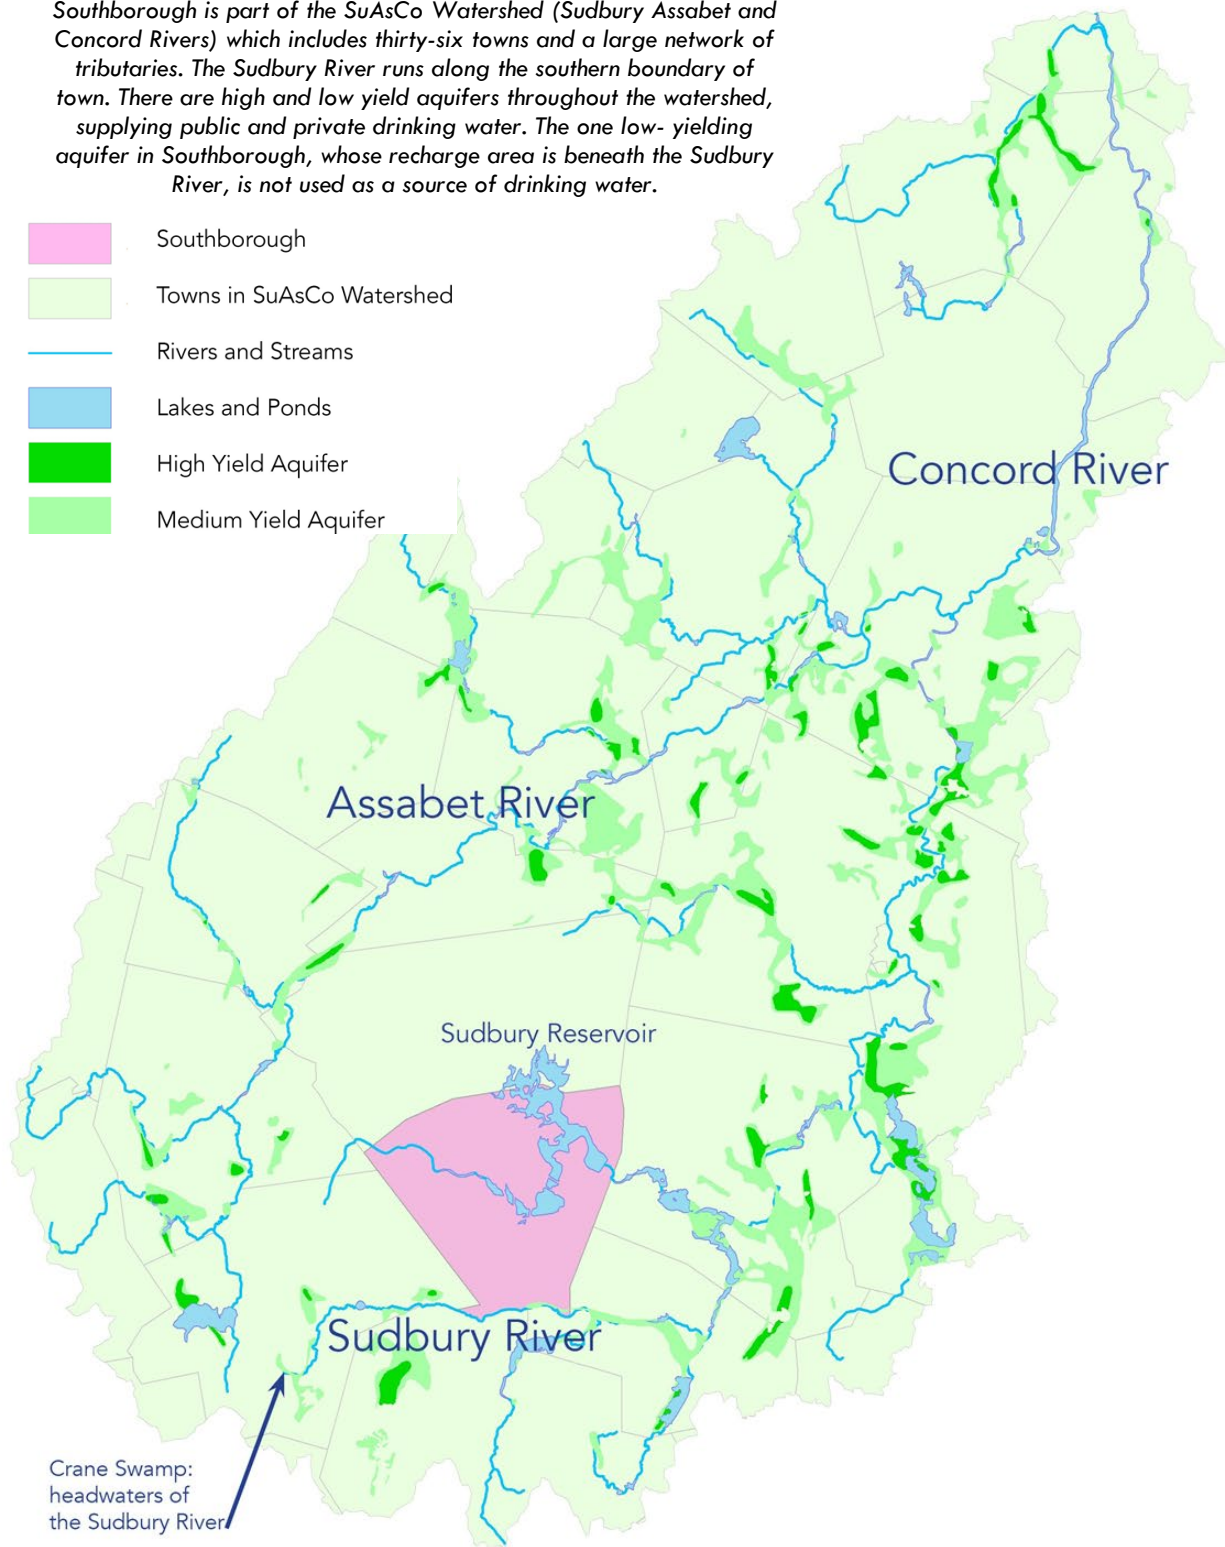 Southborough is part of the SuAsCo Watershed (Sudbury Assabet and
Concord Rivers) which includes thirty-six towns and a large network of
tributaries. The Sudbury River runs along the southern boundary of
town. There are high and low yield aquifers throughout the watershed,
supplying public and private drinking water. The one low- yielding
aquifer in Southborough, whose recharge area is beneath the Sudbury
River, is not used as a source of drinking water.
Southborough
Towns in SuAsCo Watershed
Rivers and Streams
Lakes and Ponds
High Yield Aquifer
Medium Yield Aquifer
Concord River
Assabet River
Sudbury Reservoir
Sudbury River
Crane Swamp:
headwaters of
the Sudbury River